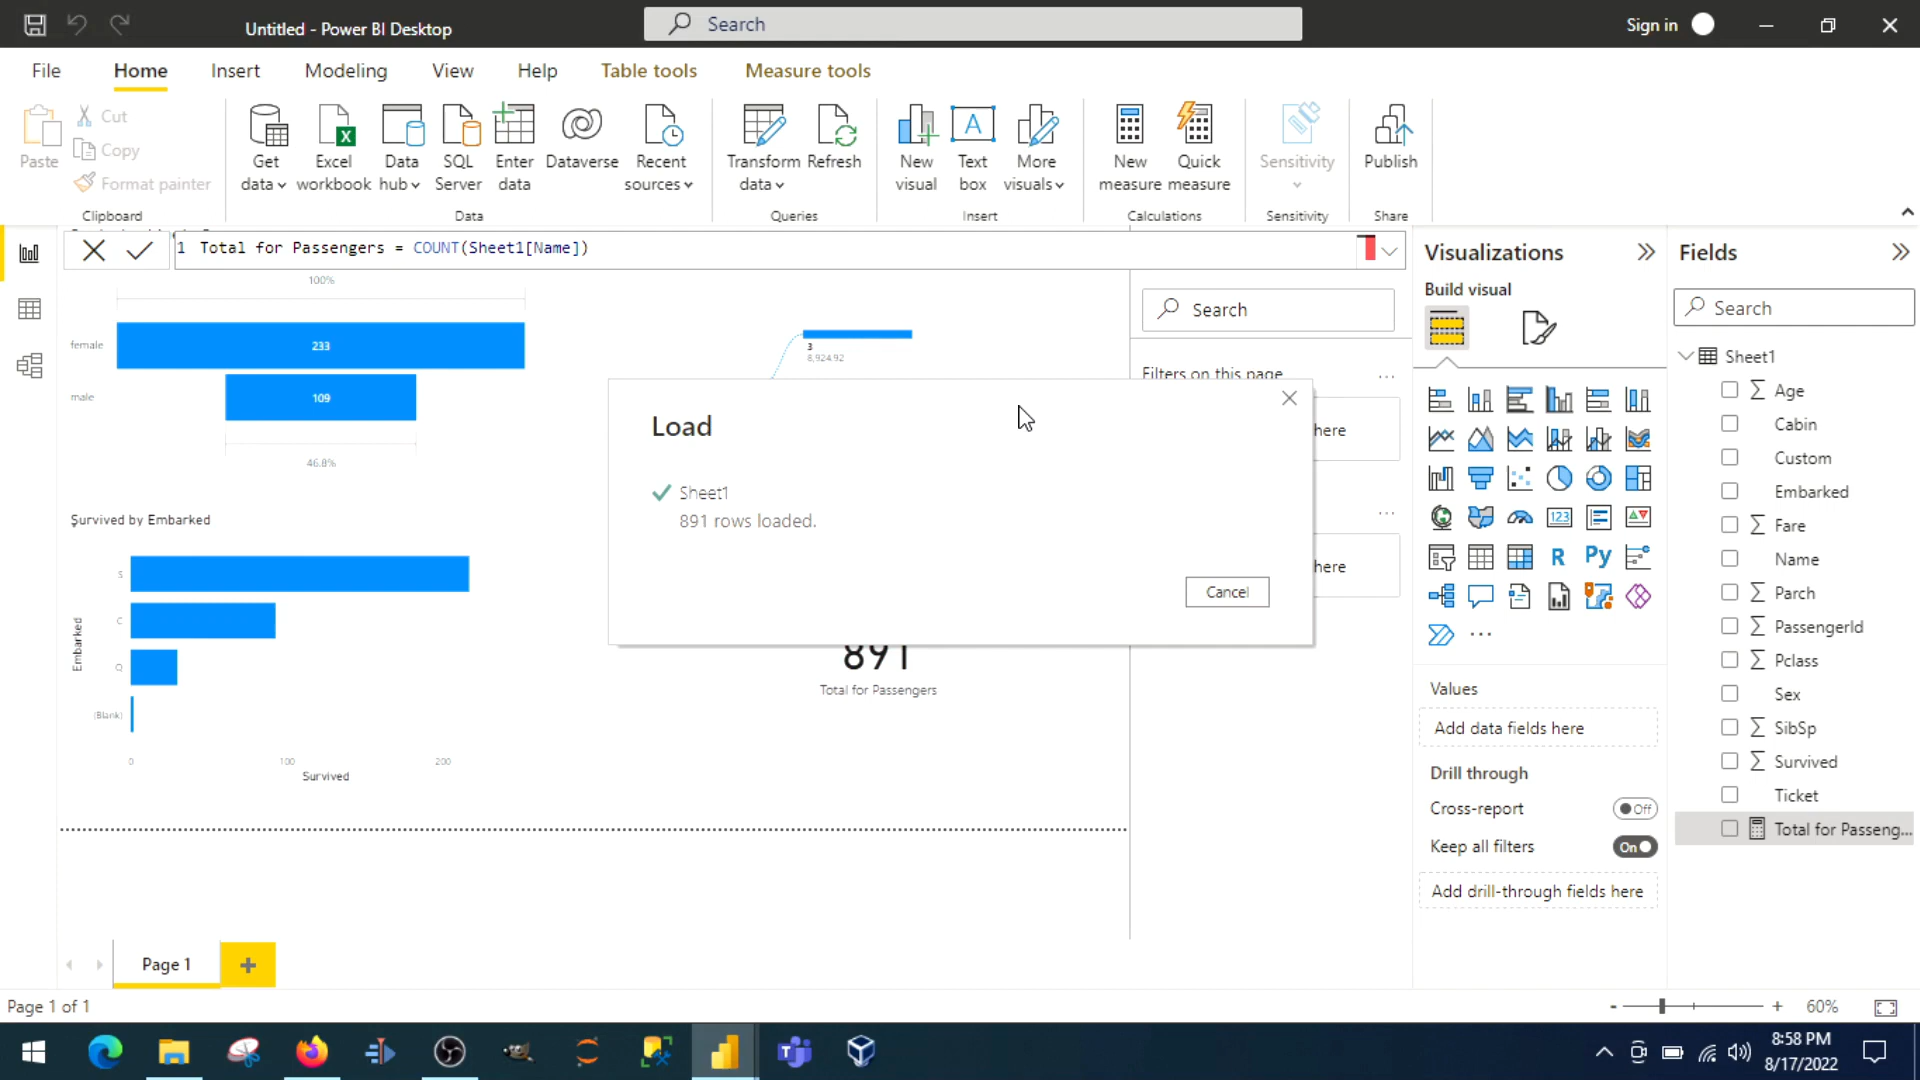 Untitled - Power BI Desktop
Search
Sign in
File
Home
Insert
Modeling
View
Help
Table tools
Measure tools
Paste
Cut
Copy
Format painter
Clipboard
Get data
Excel workbook
Data hub
SQL Server
Enter data
Dataverse
Recent sources
Data
Transform data
Refresh
Queries
New visual
Text box
More visuals
Insert
New measure
Quick measure
Calculations
Sensitivity
Sensitivity
Publish
Share
1 Total for Passengers = COUNT(Sheet1[Name])
100%
female
233
male
109
46.8%
3
8,924.92
Survived by Embarked
Embarked
S
C
Q
(Blank)
0
100
200
Survived
891
Total for Passengers
Load
Sheet1
891 rows loaded.
Cancel
Search
Filters on this page
here
here
Visualizations
Build visual
123
R
Py
Values
Add data fields here
Drill through
Cross-report
Off
Keep all filters
On
Add drill-through fields here
Fields
Search
Sheet1
Age
Cabin
Custom
Embarked
Fare
Name
Parch
PassengerId
Pclass
Sex
SibSp
Survived
Ticket
Total for Passeng...
Page 1
Page 1 of 1
60%
8:58 PM
8/17/2022